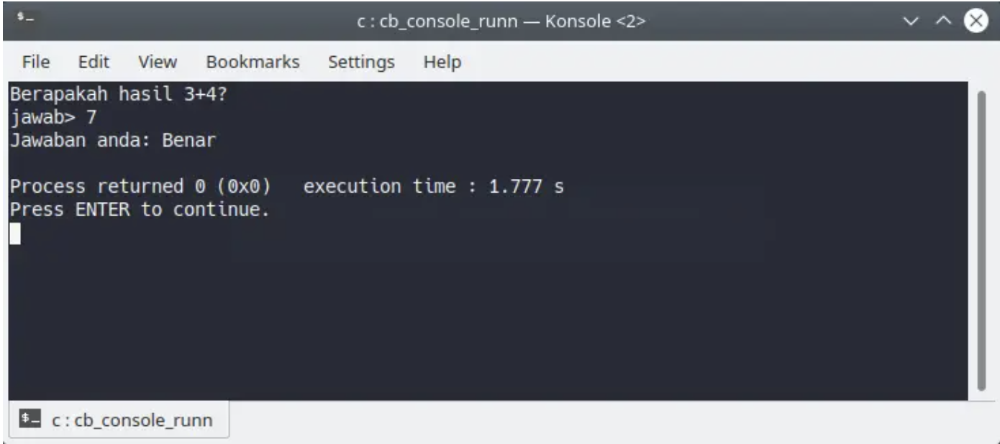 c : cb_console_runn — Konsole <2>
File Edit View Bookmarks Settings Help
Berapakah hasil 3+4?
jawab> 7
Jawaban anda: Benar
Process returned 0 (0x0)   execution time : 1.777 s
Press ENTER to continue.
c : cb_console_runn